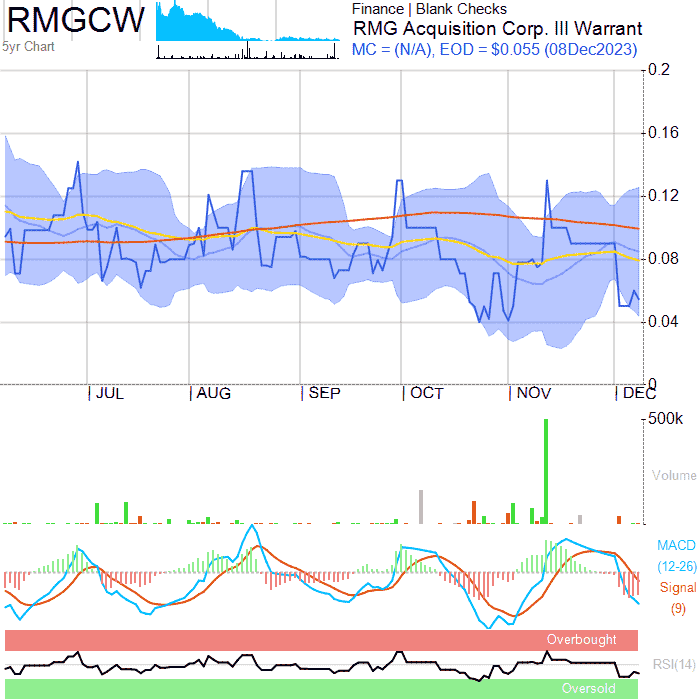 RMGCW
5yr Chart
Finance | Blank Checks
RMG Acquisition Corp. III Warrant
MC = (N/A), EOD = $0.055 (08Dec2023)
0.2
0.16
0.12
0.08
0.04
0
JUL AUG SEP OCT NOV DEC
500k
Volume
MACD
(12-26)
Signal
(9)
Overbought
RSI(14)
Oversold